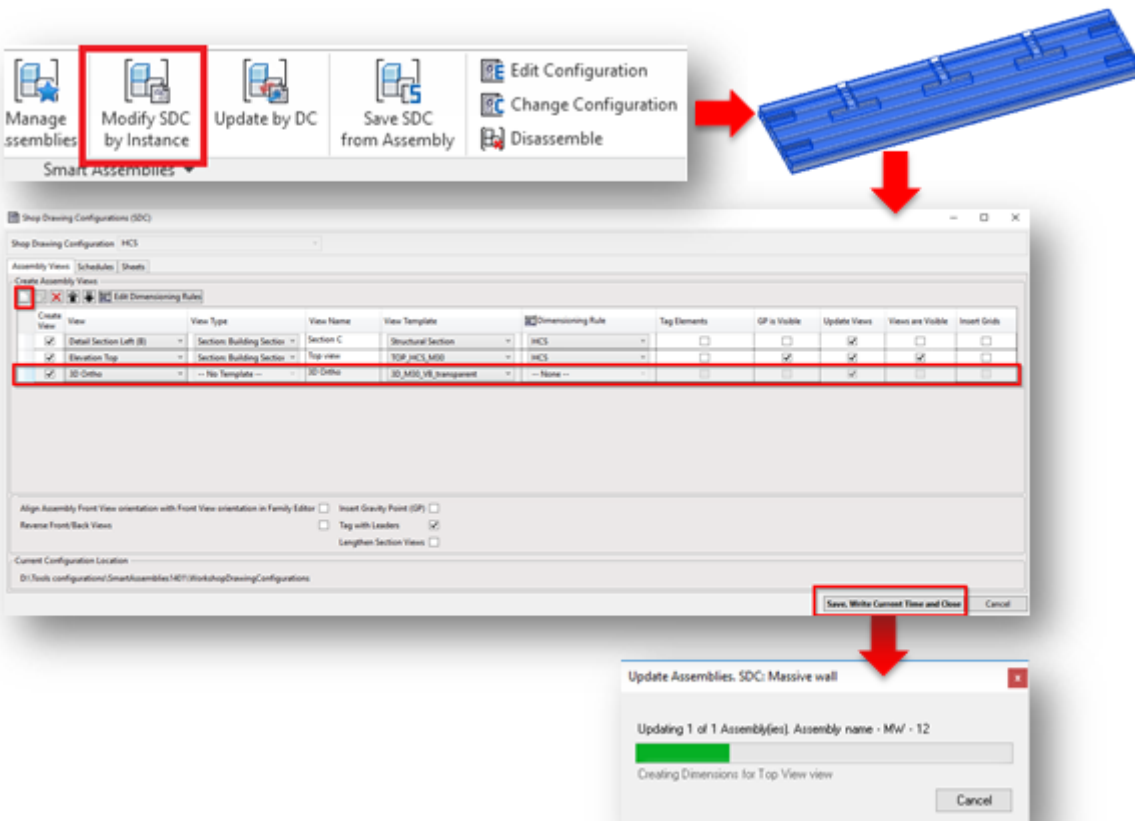 Manage
ssemblies
Modify SDC
by Instance
Update by DC
Save SDC
from Assembly
Edit Configuration
Change Configuration
Disassemble
Smart Assemblies
Shop Drawing Configurations (SDC)
Shop Drawing Configuration HCS
Assembly Views Schedules Sheets
Create Assembly Views
Edit Dimensioning Rules
Create View View View Type View Name View Template Dimensioning Rule Tag Elements GP is Visible Update Views Views are Visible Insert Grids
Detail Section Left (B) Section: Building Section Section C Structural Section HCS
Elevation Top Section: Building Section Top view TOP_HCS_M00
HCS
3D Ortho -- No Template -- 3D Ortho 3D_M00_VB_transparent -- None --
Align Assembly Front View orientation with Front View orientation in Family Editor Insert Gravity Point (GP)
Reverse Front/Back Views Tag with Leaders
Lengthen Section Views
Current Configuration Location
D:\Tools configurations\SmartAssemblies1401\WorkshopDrawingConfigurations
Save, Write Current Time and Close Cancel
Update Assemblies. SDC: Massive wall
Updating 1 of 1 Assembly(ies). Assembly name - MW - 12
Creating Dimensions for Top View view
Cancel